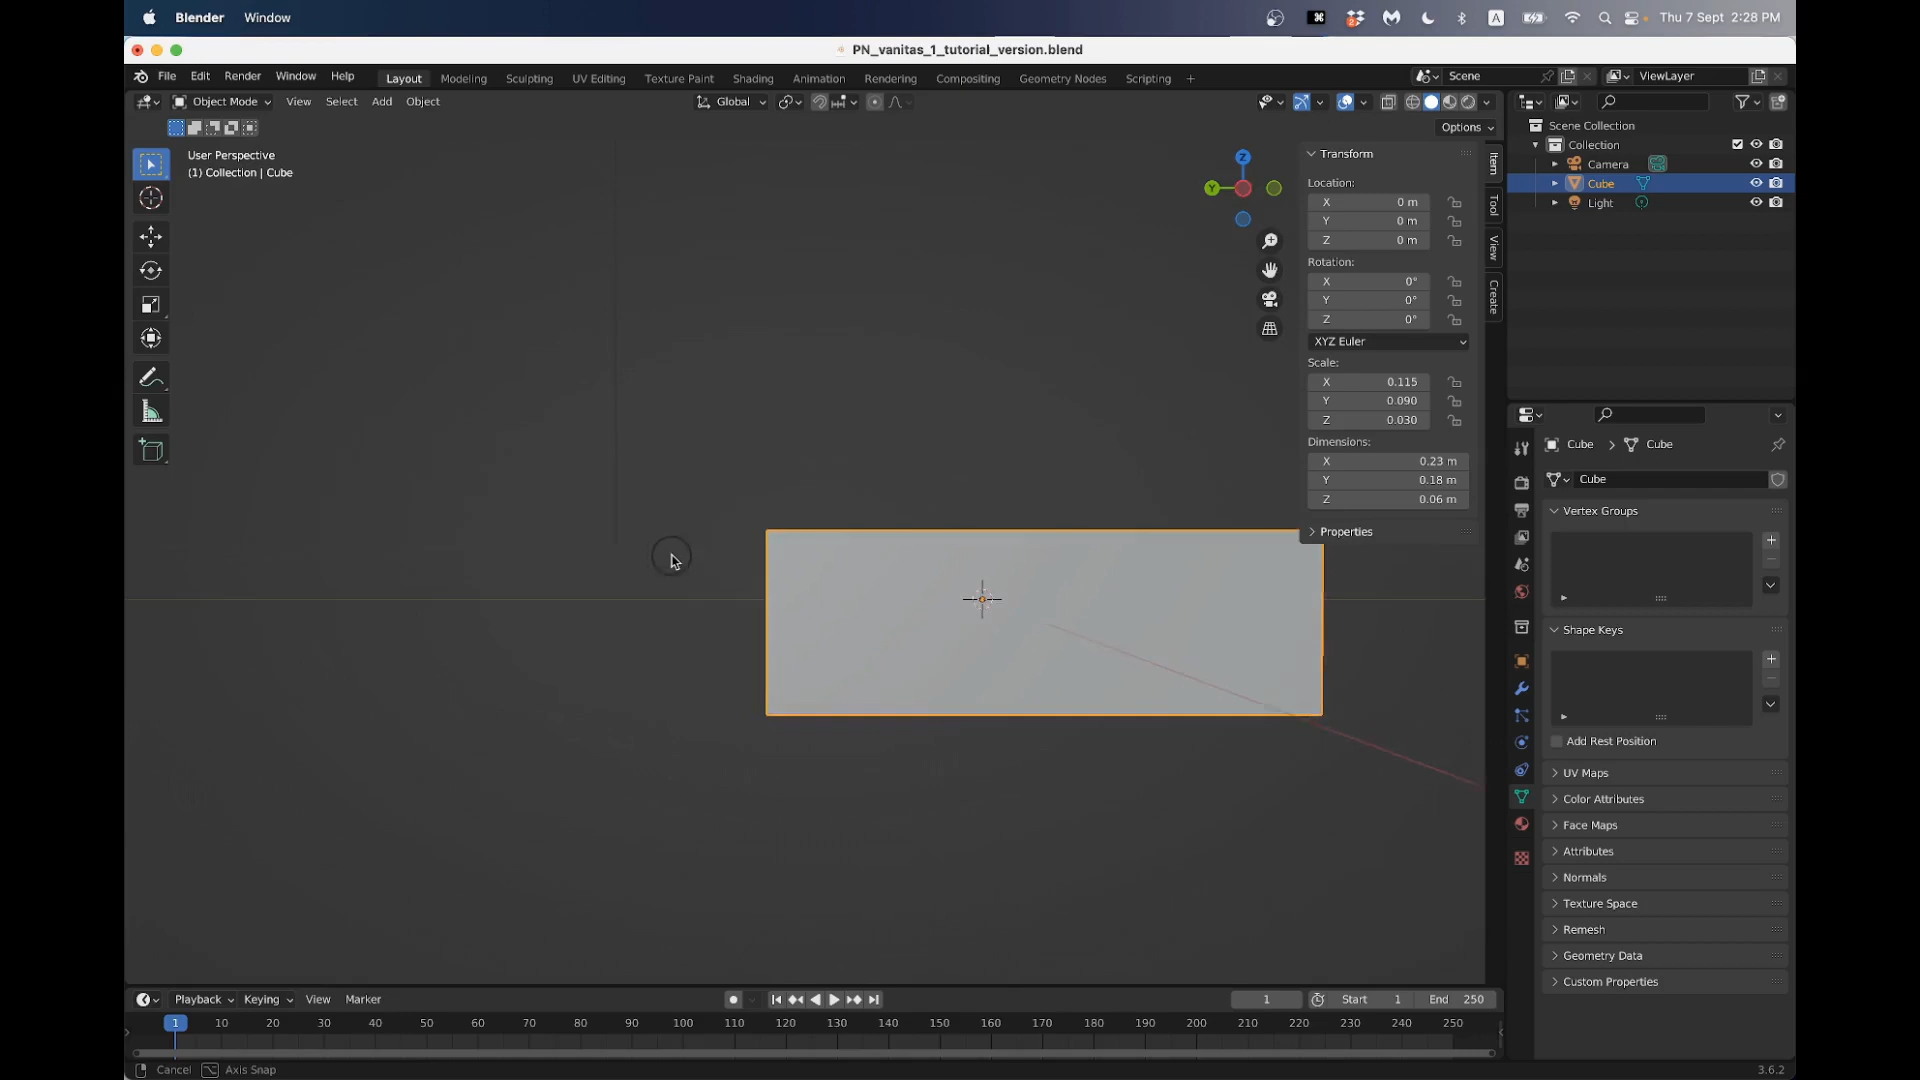 Blender Window
A
Thu 7 Sept 2:28 PM
PN_vanitas_1_tutorial_version.blend
File Edit Render Window Help
Layout Modeling Sculpting UV Editing Texture Paint Shading Animation Rendering Compositing Geometry Nodes Scripting +
Scene
ViewLayer
Object Mode View Select Add Object
Global
Options
User Perspective
(1) Collection | Cube
Z
Y
Transform
Location:
X 0 m
Y 0 m
Z 0 m
Rotation:
X 0°
Y 0°
Z 0°
XYZ Euler
Scale:
X 0.115
Y 0.090
Z 0.030
Dimensions:
X 0.23 m
Y 0.18 m
Z 0.06 m
Properties
Item
Tool
View
Create
Scene Collection
Collection
Camera
Cube
Light
Cube > Cube
Cube
Vertex Groups
Shape Keys
Add Rest Position
UV Maps
Color Attributes
Face Maps
Attributes
Normals
Texture Space
Remesh
Geometry Data
Custom Properties
Playback Keying View Marker
1
Start 1
End 250
1 10 20 30 40 50 60 70 80 90 100 110 120 130 140 150 160 170 180 190 200 210 220 230 240 250
Cancel Axis Snap
3.6.2